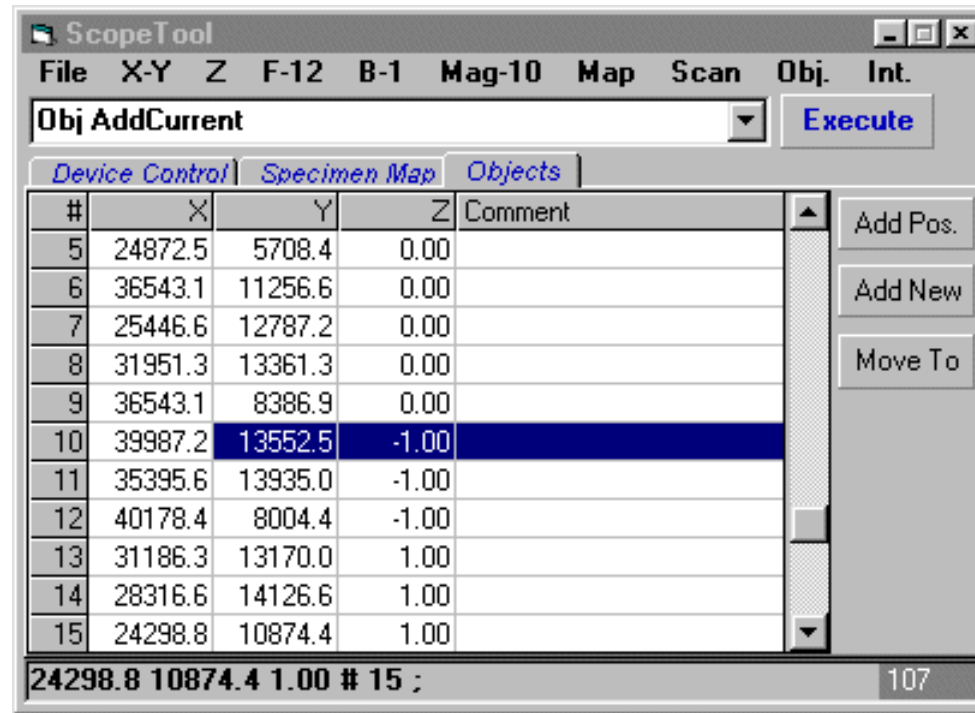 ScopeTool
File X-Y Z F-12 B-1 Mag-10 Map Scan Obj. Int.
Obj AddCurrent Execute
Device Control Specimen Map Objects
# X Y Z Comment Add Pos.
5 24872.5 5708.4 0.00
6 36543.1 11256.6 0.00 Add New
7 25446.6 12787.2 0.00
8 31951.3 13361.3 0.00 Move To
9 36543.1 8386.9 0.00
10 39987.2 13552.5 -1.00
11 35395.6 13935.0 -1.00
12 40178.4 8004.4 -1.00
13 31186.3 13170.0 1.00
14 28316.6 14126.6 1.00
15 24298.8 10874.4 1.00
24298.8 10874.4 1.00 # 15 ; 107